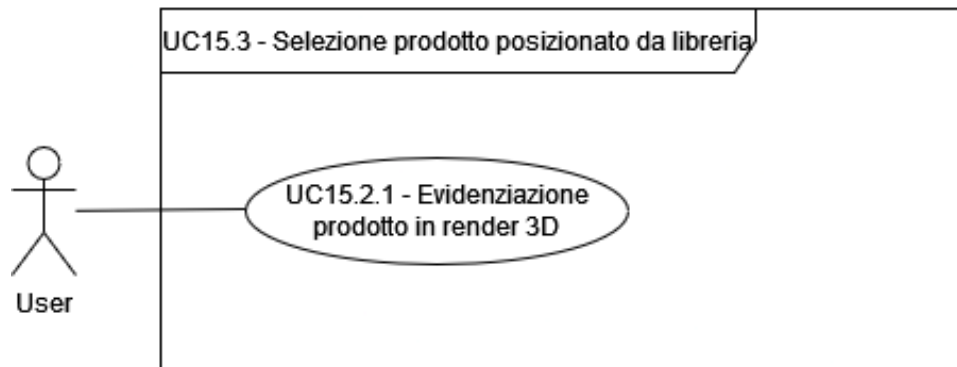 UC15.3 - Selezione prodotto posizionato da libreria
UC15.2.1 - Evidenziazione
prodotto in render 3D
User